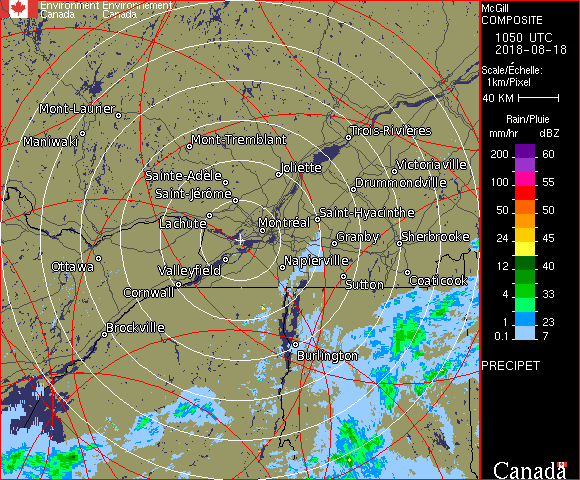 Environment Environnement
Canada Canada
McGill
COMPOSITE
1050 UTC
2018-08-18
Scale/Échelle:
1km/Pixel
40 KM
Rain/Pluie
mm/hr dBZ
200 60
100 55
50 50
24 45
12 40
4 33
1 23
0.1 7
PRECIPET
Canada
Mont-Laurier
Maniwaki
Mont-Tremblant
Trois-Rivières
Joliette
Victoriaville
Sainte-Adèle
Drummondville
Saint-Jérôme
Saint-Hyacinthe
Lachute
Montréal
Granby
Sherbrooke
Ottawa
Valleyfield
Napierville
Sutton
Coaticook
Cornwall
Brockville
Burlington